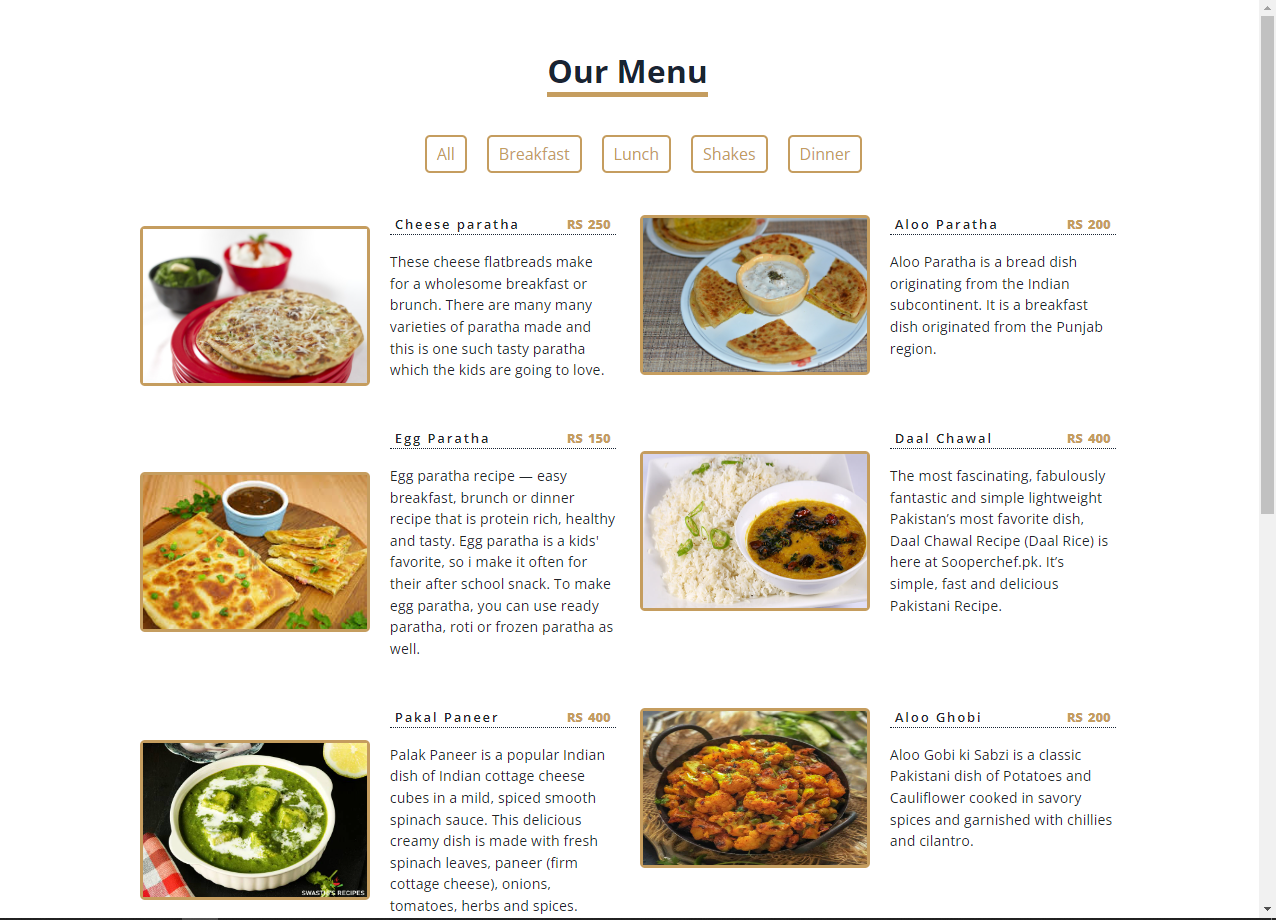 Our Menu
All
Breakfast
Lunch
Shakes
Dinner
Cheese paratha RS 250
These cheese flatbreads make
for a wholesome breakfast or
brunch. There are many many
varieties of paratha made and
this is one such tasty paratha
which the kids are going to love.
Aloo Paratha RS 200
Aloo Paratha is a bread dish
originating from the Indian
subcontinent. It is a breakfast
dish originated from the Punjab
region.
Egg Paratha RS 150
Egg paratha recipe — easy
breakfast, brunch or dinner
recipe that is protein rich, healthy
and tasty. Egg paratha is a kids'
favorite, so i make it often for
their after school snack. To make
egg paratha, you can use ready
paratha, roti or frozen paratha as
well.
Daal Chawal RS 400
The most fascinating, fabulously
fantastic and simple lightweight
Pakistan’s most favorite dish,
Daal Chawal Recipe (Daal Rice) is
here at Sooperchef.pk. It’s
simple, fast and delicious
Pakistani Recipe.
Pakal Paneer RS 400
Palak Paneer is a popular Indian
dish of Indian cottage cheese
cubes in a mild, spiced smooth
spinach sauce. This delicious
creamy dish is made with fresh
spinach leaves, paneer (firm
cottage cheese), onions,
tomatoes, herbs and spices.
SWASTHI'S RECIPES
Aloo Ghobi RS 200
Aloo Gobi ki Sabzi is a classic
Pakistani dish of Potatoes and
Cauliflower cooked in savory
spices and garnished with chillies
and cilantro.